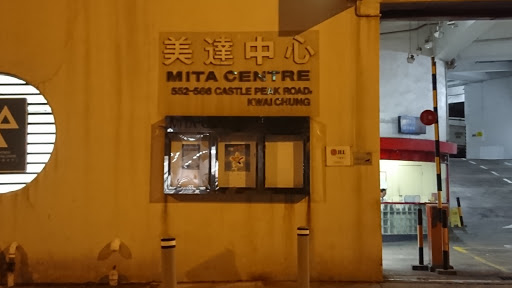 美達中心
MITA CENTRE
552-566 CASTLE PEAK ROAD,
KWAI CHUNG